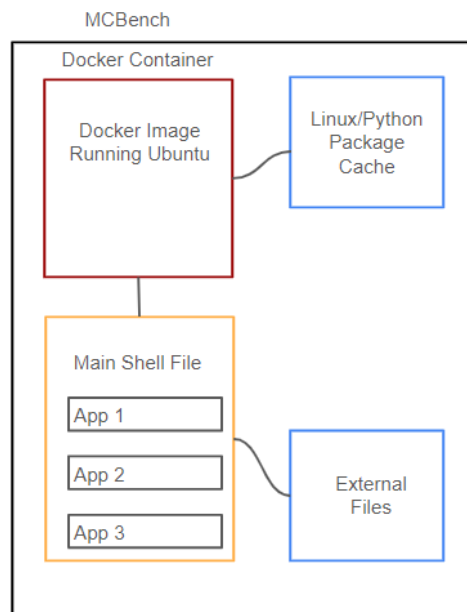 MCBench
Docker Container
Docker Image
Running Ubuntu
Linux/Python
Package
Cache
Main Shell File
App 1
App 2
App 3
External
Files